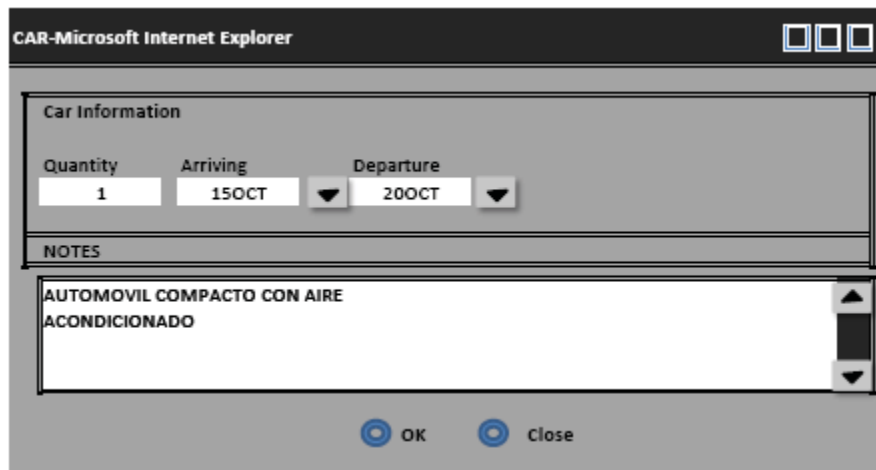 CAR-Microsoft Internet Explorer
Car Information
Quantity Arriving Departure
1 15OCT 20OCT
NOTES
AUTOMOVIL COMPACTO CON AIRE
ACONDICIONADO
OK Close